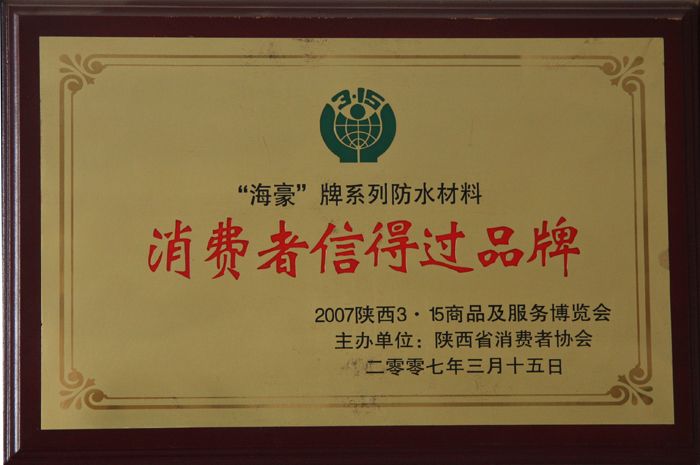 3·15
“海豪”牌系列防水材料
消费者信得过品牌
2007陕西3·15商品及服务博览会
主办单位：陕西省消费者协会
二零零七年三月十五日